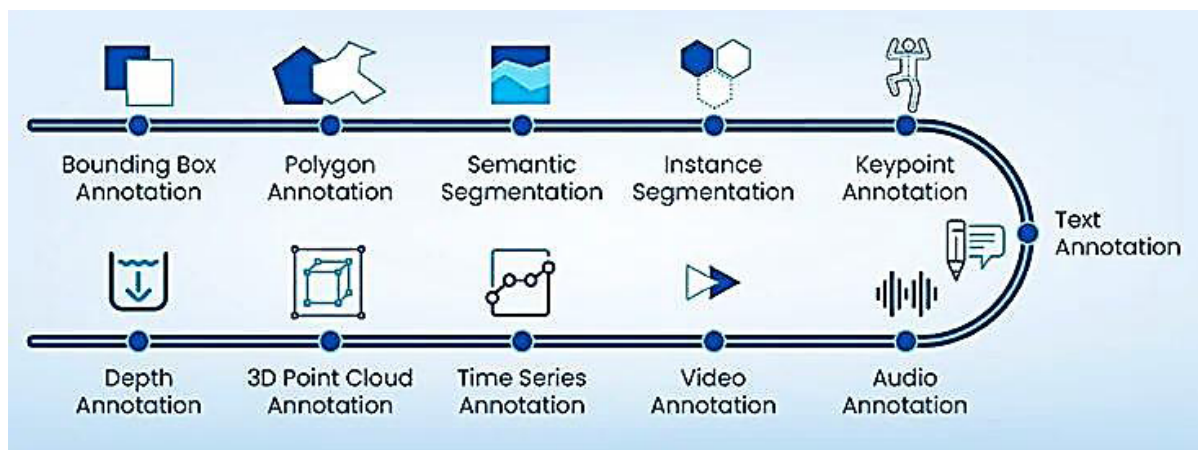 Bounding Box
Annotation
Polygon
Annotation
Semantic
Segmentation
Instance
Segmentation
Keypoint
Annotation
Text
Annotation
Depth
Annotation
3D Point Cloud
Annotation
Time Series
Annotation
Video
Annotation
Audio
Annotation